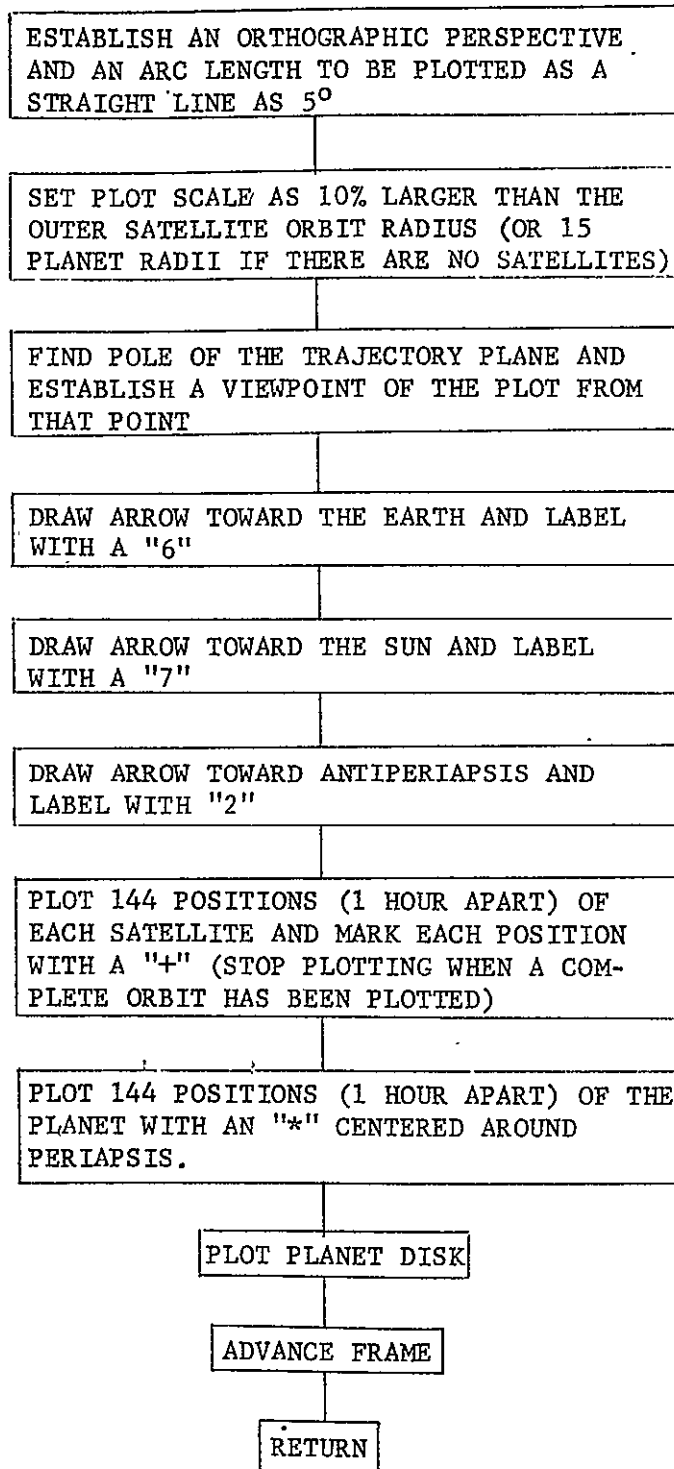 ESTABLISH AN ORTHOGRAPHIC PERSPECTIVE
AND AN ARC LENGTH TO BE PLOTTED AS A
STRAIGHT LINE AS 5°
SET PLOT SCALE AS 10% LARGER THAN THE
OUTER SATELLITE ORBIT RADIUS (OR 15
PLANET RADII IF THERE ARE NO SATELLITES)
FIND POLE OF THE TRAJECTORY PLANE AND
ESTABLISH A VIEWPOINT OF THE PLOT FROM
THAT POINT
DRAW ARROW TOWARD THE EARTH AND LABEL
WITH A "6"
DRAW ARROW TOWARD THE SUN AND LABEL
WITH A "7"
DRAW ARROW TOWARD ANTIPERIAPSIS AND
LABEL WITH "2"
PLOT 144 POSITIONS (1 HOUR APART) OF
EACH SATELLITE AND MARK EACH POSITION
WITH A "+" (STOP PLOTTING WHEN A COM-
PLETE ORBIT HAS BEEN PLOTTED)
PLOT 144 POSITIONS (1 HOUR APART) OF THE
PLANET WITH AN "*" CENTERED AROUND
PERIAPSIS.
PLOT PLANET DISK
ADVANCE FRAME
RETURN